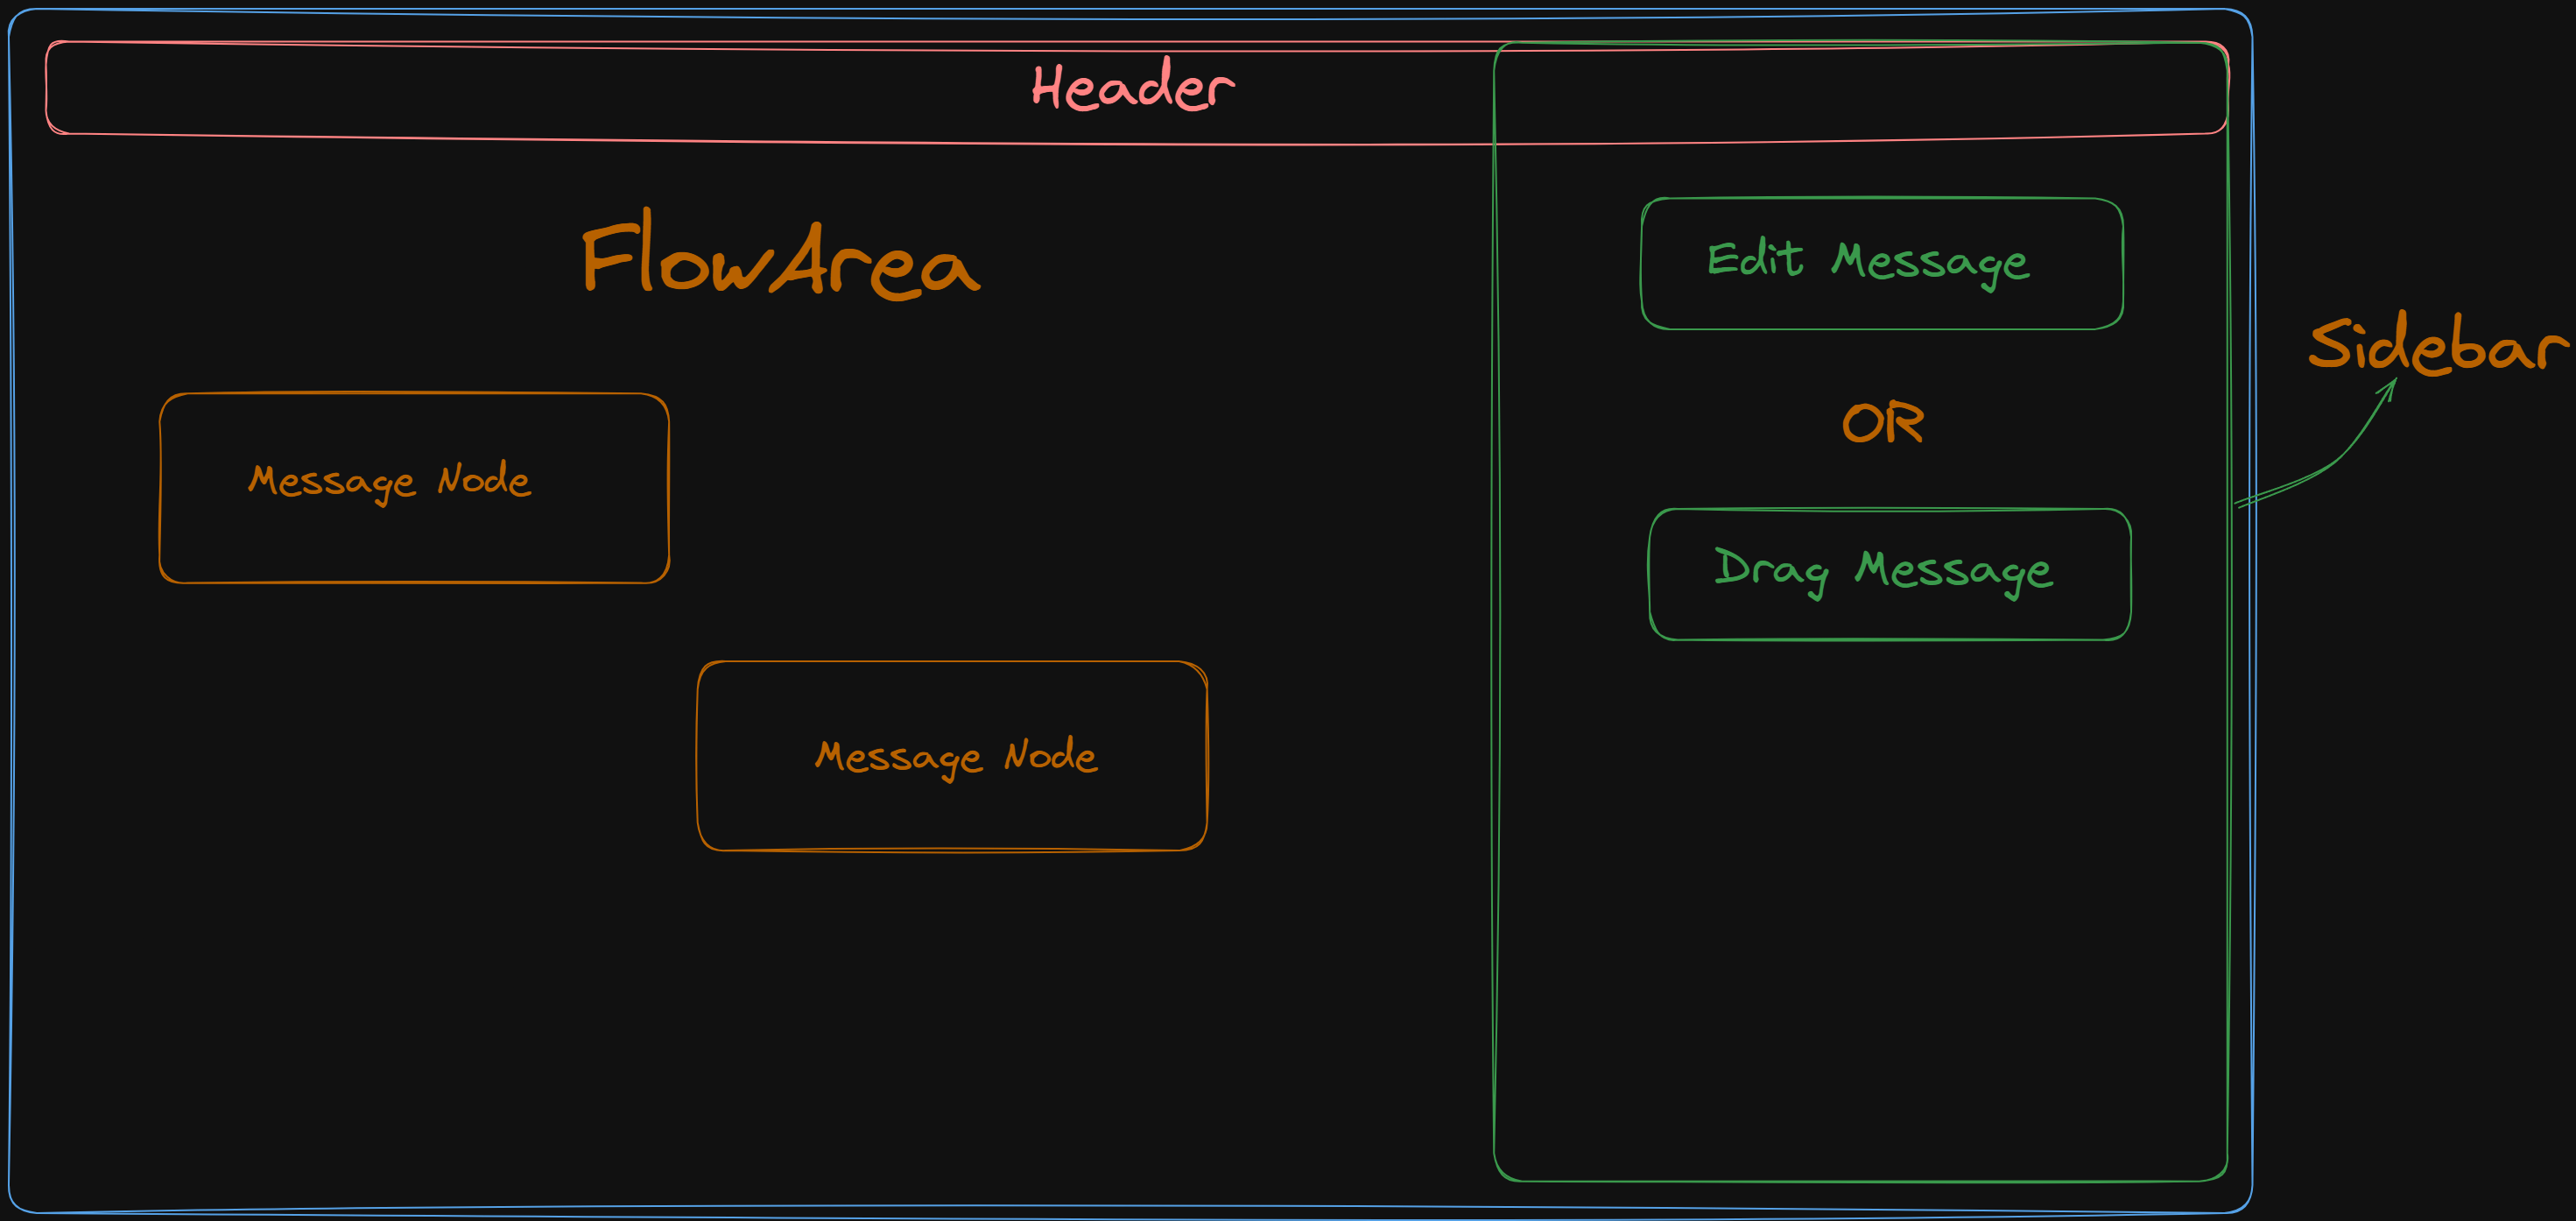 Header
FlowArea
Edit Message
Sidebar
OR
Message Node
Drag Message
Message Node